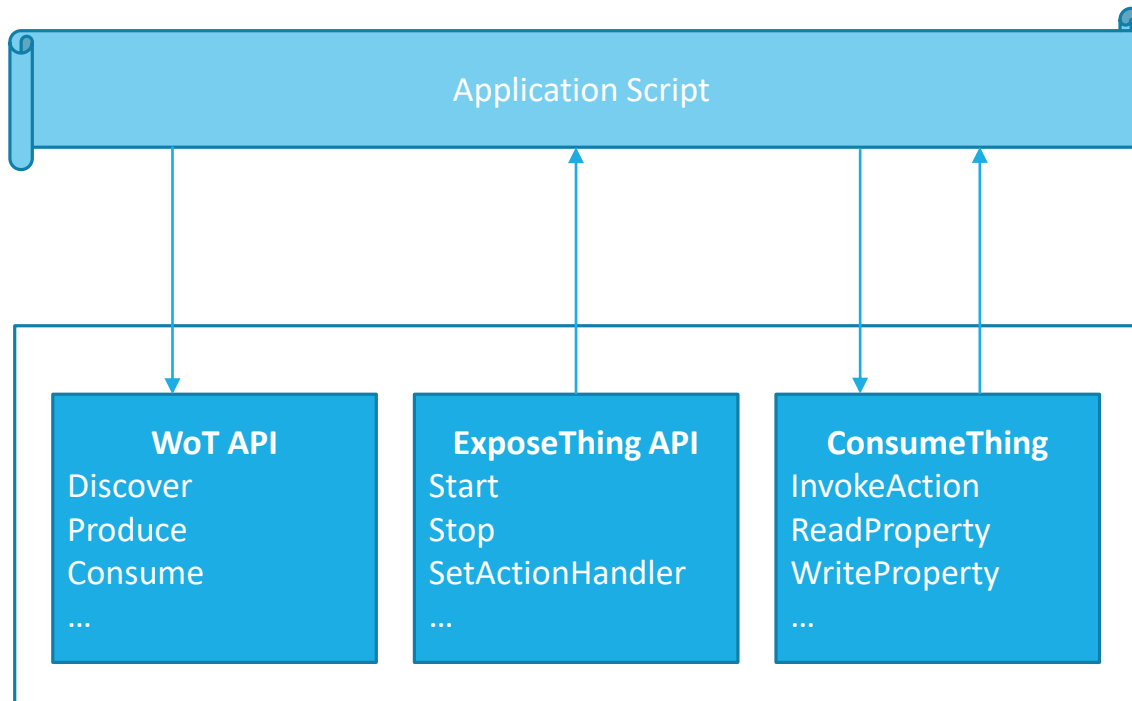 Application Script
WoT API
Discover
Produce
Consume
...
ExposeThing API
Start
Stop
SetActionHandler
...
ConsumeThing
InvokeAction
ReadProperty
WriteProperty
...